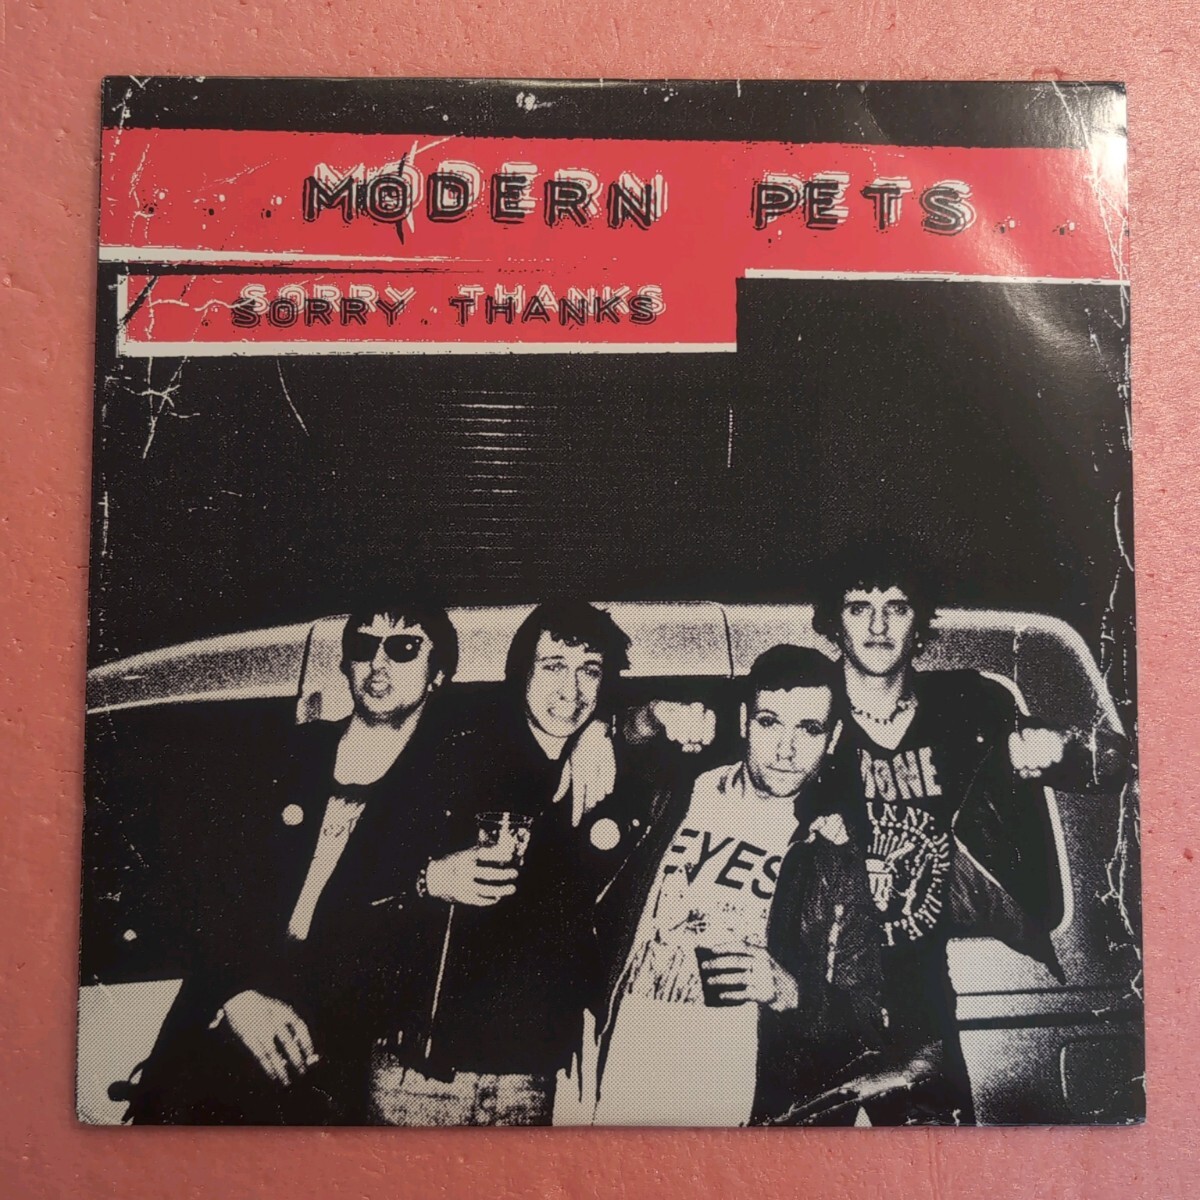 MODERN PETS
SORRY THANKS
EYES